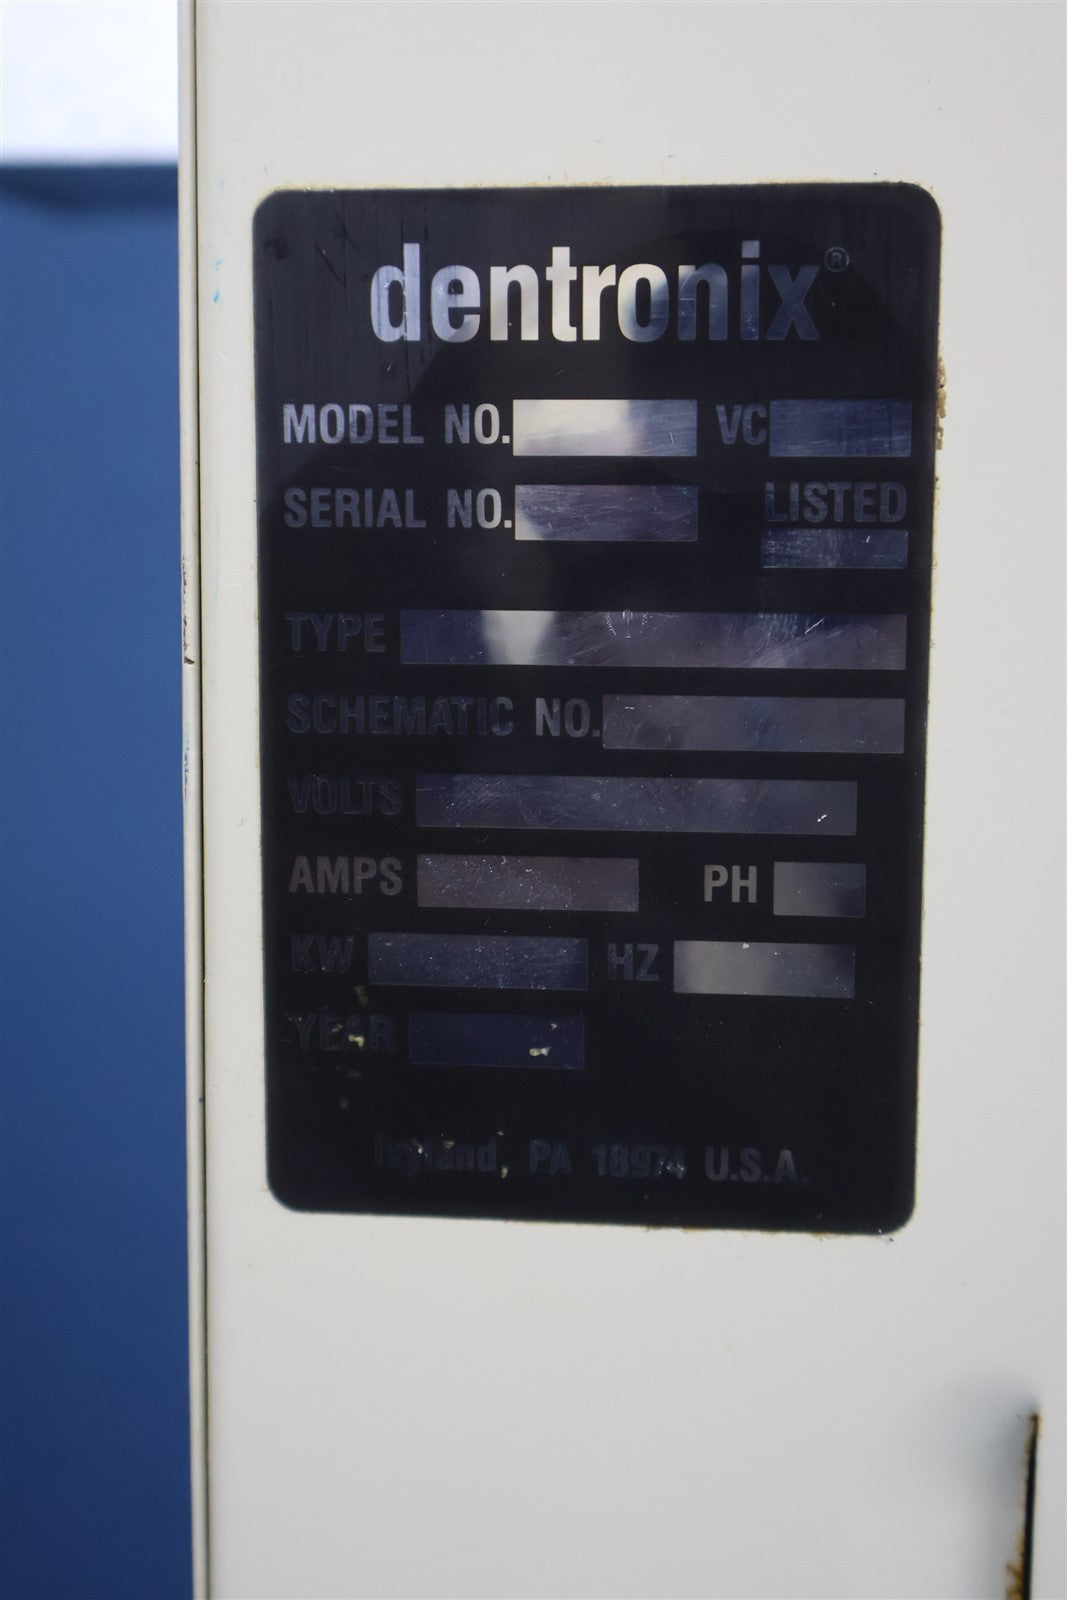 dentronix®
MODEL NO. VC
SERIAL NO. LISTED
TYPE
SCHEMATIC NO.
VOLTS
AMPS PH
KW HZ
YEAR
Ivyland, PA 18974 U.S.A.